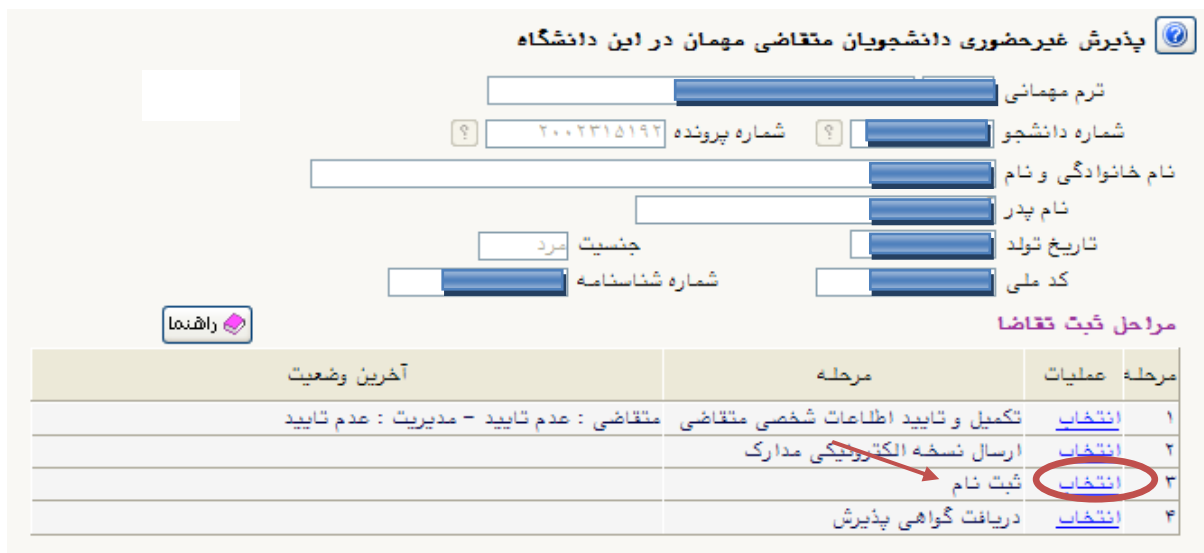 پذیرش غیرحضوری دانشجویان متقاضی مهمان در این دانشگاه
ترم مهمانی
شماره دانشجو ؟ شماره پرونده ۲۰۰۲۳۱۵۱۹۲ ؟
نام خانوادگی و نام
نام پدر
تاریخ تولد جنسیت مرد
کد ملی شماره شناسنامه
مراحل ثبت تقاضا راهنما
مرحله عملیات مرحله آخرین وضعیت
۱ انتخاب تکمیل و تایید اطلاعات شخصی متقاضی متقاضی : عدم تایید - مدیریت : عدم تایید
۲ انتخاب ارسال نسخه الکترونیکی مدارک
۳ انتخاب ثبت نام
۴ انتخاب دریافت گواهی پذیرش